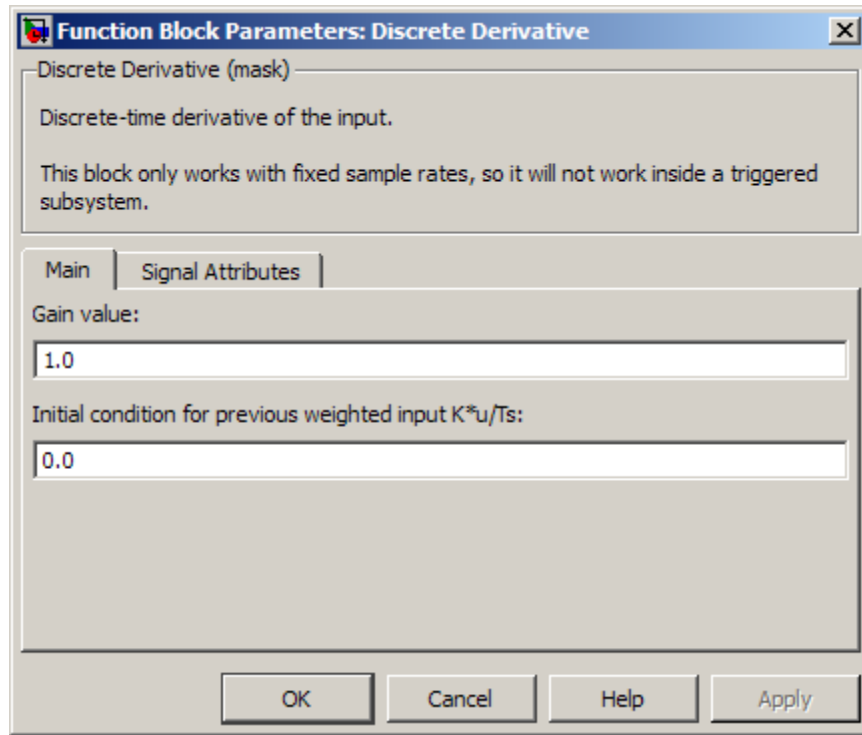 Function Block Parameters: Discrete Derivative
Discrete Derivative (mask)
Discrete-time derivative of the input.
This block only works with fixed sample rates, so it will not work inside a triggered
subsystem.
Main Signal Attributes
Gain value:
1.0
Initial condition for previous weighted input K*u/Ts:
0.0
OK Cancel Help Apply